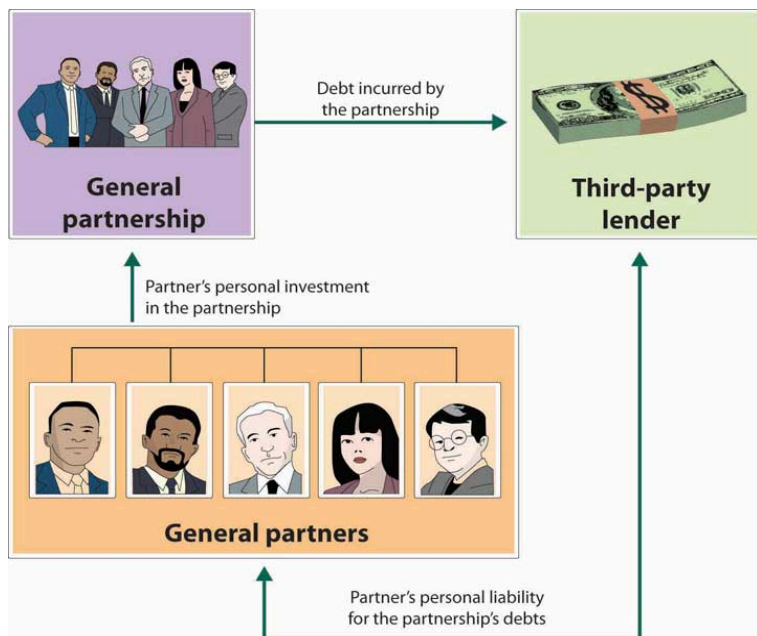 Debt incurred by
the partnership
General
partnership
Third-party
lender
Partner's personal investment
in the partnership
General partners
Partner's personal liability
for the partnership's debts